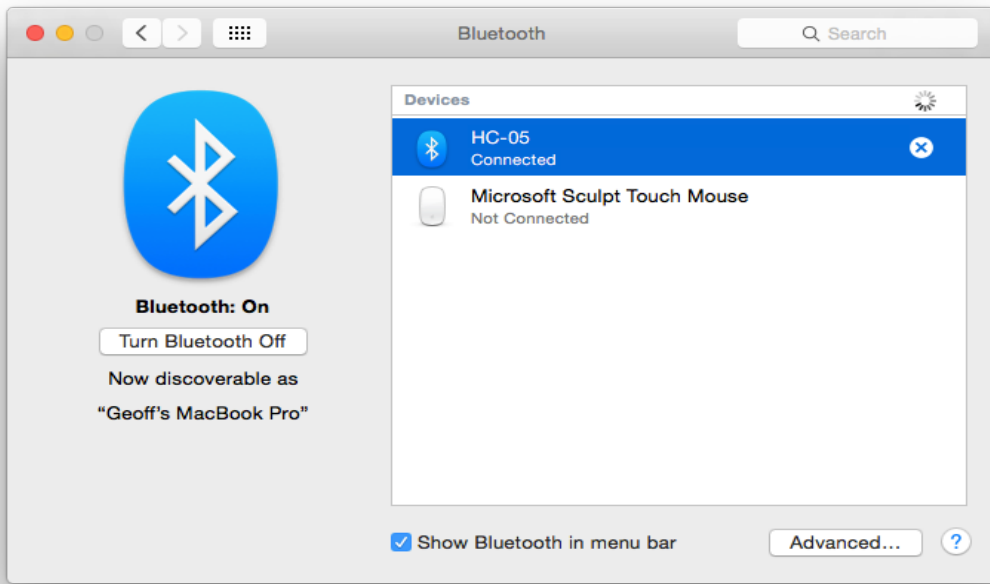 Bluetooth
Search
Devices
HC-05
Connected
Microsoft Sculpt Touch Mouse
Not Connected
Bluetooth: On
Turn Bluetooth Off
Now discoverable as
“Geoff’s MacBook Pro”
Show Bluetooth in menu bar
Advanced...
?